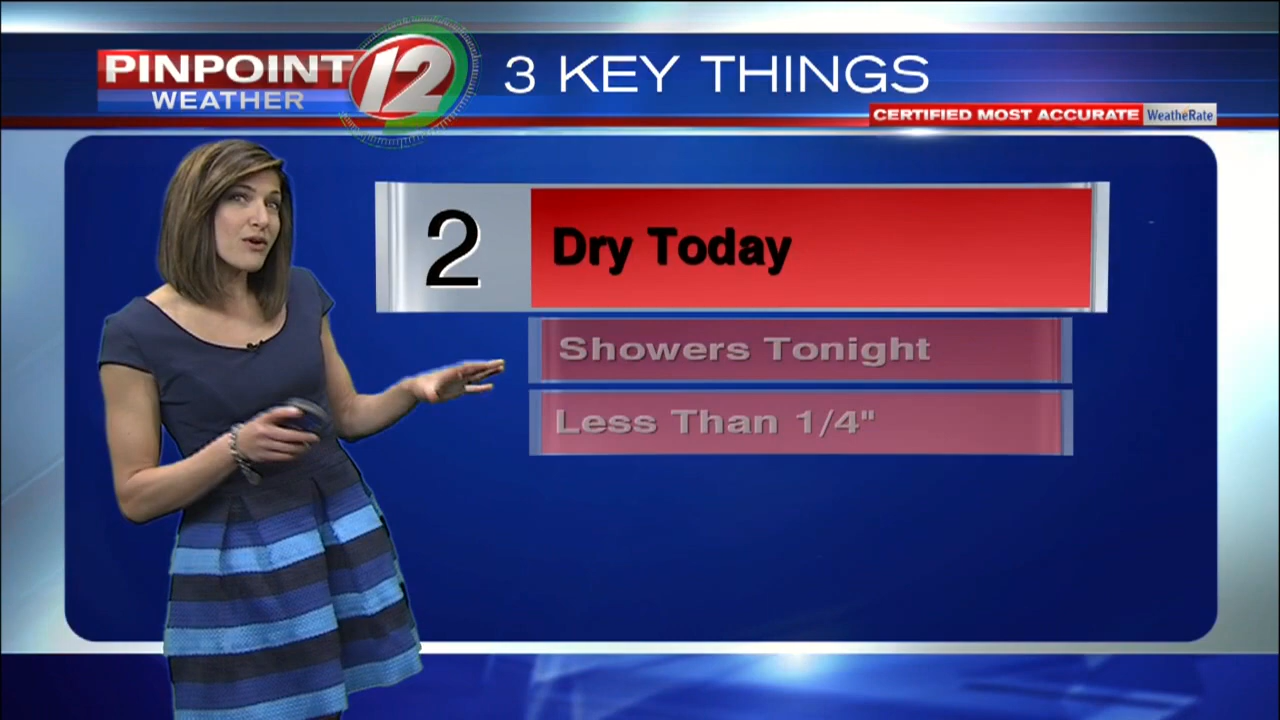 PINPOINT 12
WEATHER
3 KEY THINGS
CERTIFIED MOST ACCURATE WeatheRate
2 Dry Today
Showers Tonight
Less Than 1/4"